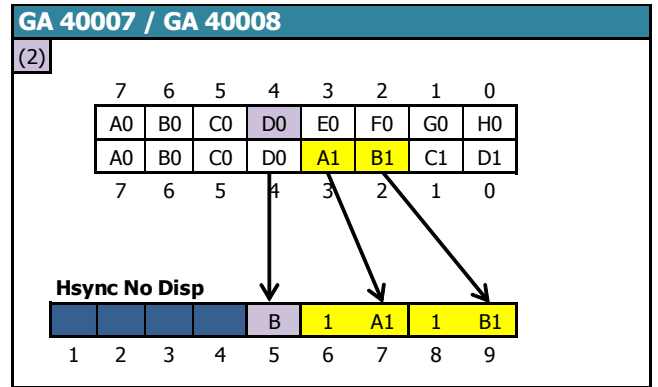 GA 40007 / GA 40008
(2)
7 6 5 4 3 2 1 0
A0 B0 C0 D0 E0 F0 G0 H0
A0 B0 C0 D0 A1 B1 C1 D1
7 6 5 4 3 2 1 0
Hsync No Disp
B 1 A1 1 B1
1 2 3 4 5 6 7 8 9